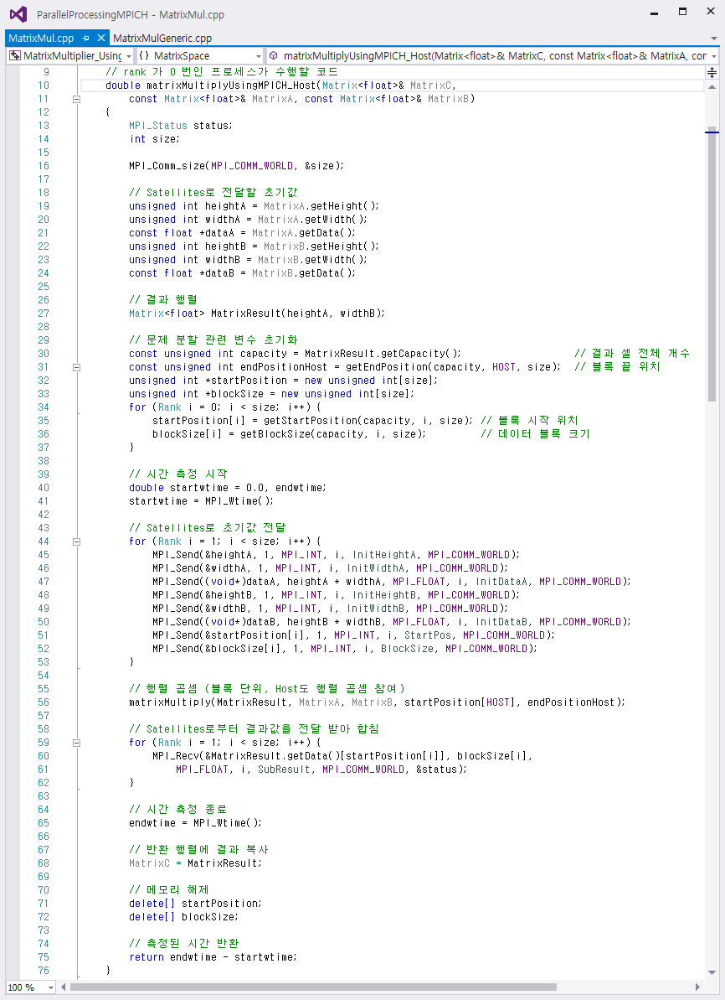 ParallelProcessingMPICH - MatrixMul.cpp
MatrixMul.cpp MatrixMulGeneric.cpp
MatrixMultiplier_Using {} MatrixSpace matrixMultiplyUsingMPICH_Host(Matrix<float>& MatrixC, const Matrix<float>& MatrixA, cor
9 // rank 가 0 번인 프로세스가 수행할 코드
10 double matrixMultiplyUsingMPICH_Host(Matrix<float>& MatrixC,
11 const Matrix<float>& MatrixA, const Matrix<float>& MatrixB)
12 {
13 MPI_Status status;
14 int size;
15
16 MPI_Comm_size(MPI_COMM_WORLD, &size);
17
18 // Satellites로 전달할 초기값
19 unsigned int heightA = MatrixA.getHeight();
20 unsigned int widthA = MatrixA.getWidth();
21 const float *dataA = MatrixA.getData();
22 unsigned int heightB = MatrixB.getHeight();
23 unsigned int widthB = MatrixB.getWidth();
24 const float *dataB = MatrixB.getData();
25
26 // 결과 행렬
27 Matrix<float> MatrixResult(heightA, widthB);
28
29 // 문제 분할 관련 변수 초기화
30 const unsigned int capacity = MatrixResult.getCapacity(); // 결과 셀 전체 개수
31 const unsigned int endPositionHost = getEndPosition(capacity, HOST, size); // 블록 끝 위치
32 unsigned int *startPosition = new unsigned int[size];
33 unsigned int *blockSize = new unsigned int[size];
34 for (Rank i = 0; i < size; i++) {
35 startPosition[i] = getStartPosition(capacity, i, size); // 블록 시작 위치
36 blockSize[i] = getBlockSize(capacity, i, size); // 데이터 블록 크기
37 }
38
39 // 시간 측정 시작
40 double startwtime = 0.0, endwtime;
41 startwtime = MPI_Wtime();
42
43 // Satellites로 초기값 전달
44 for (Rank i = 1; i < size; i++) {
45 MPI_Send(&heightA, 1, MPI_INT, i, InitHeightA, MPI_COMM_WORLD);
46 MPI_Send(&widthA, 1, MPI_INT, i, InitWidthA, MPI_COMM_WORLD);
47 MPI_Send((void*)dataA, heightA * widthA, MPI_FLOAT, i, InitDataA, MPI_COMM_WORLD);
48 MPI_Send(&heightB, 1, MPI_INT, i, InitHeightB, MPI_COMM_WORLD);
49 MPI_Send(&widthB, 1, MPI_INT, i, InitWidthB, MPI_COMM_WORLD);
50 MPI_Send((void*)dataB, heightB * widthB, MPI_FLOAT, i, InitDataB, MPI_COMM_WORLD);
51 MPI_Send(&startPosition[i], 1, MPI_INT, i, StartPos, MPI_COMM_WORLD);
52 MPI_Send(&blockSize[i], 1, MPI_INT, i, BlockSize, MPI_COMM_WORLD);
53 }
54
55 // 행렬 곱셈 (블록 단위, Host도 행렬 곱셈 참여)
56 matrixMultiply(MatrixResult, MatrixA, MatrixB, startPosition[HOST], endPositionHost);
57
58 // Satellites로부터 결과값을 전달 받아 합침
59 for (Rank i = 1; i < size; i++) {
60 MPI_Recv(&MatrixResult.getData()[startPosition[i]], blockSize[i],
61 MPI_FLOAT, i, SubResult, MPI_COMM_WORLD, &status);
62 }
63
64 // 시간 측정 종료
65 endwtime = MPI_Wtime();
66
67 // 반환 행렬에 결과 복사
68 MatrixC = MatrixResult;
69
70 // 메모리 해제
71 delete[] startPosition;
72 delete[] blockSize;
73
74 // 측정된 시간 반환
75 return endwtime - startwtime;
76 }
100 %